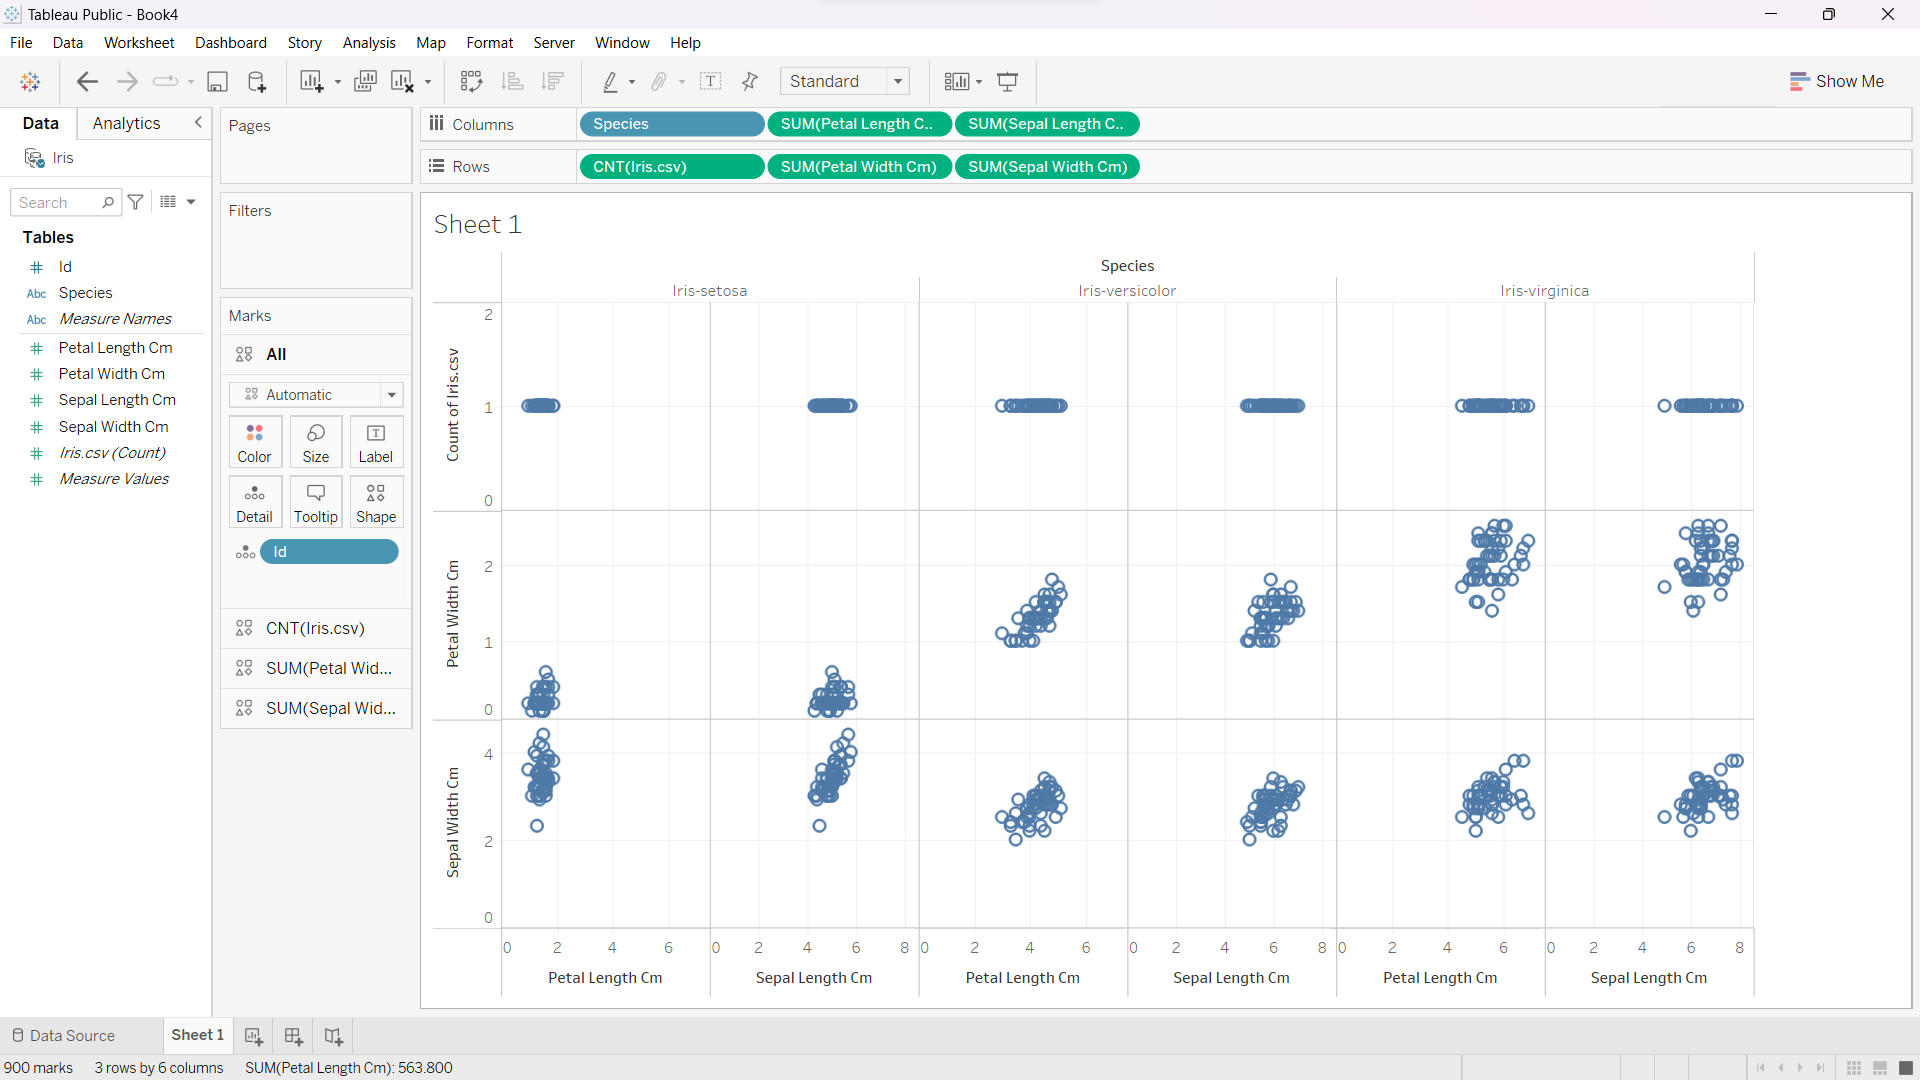 Tableau Public - Book4
File Data Worksheet Dashboard Story Analysis Map Format Server Window Help
Standard
Show Me
Data Analytics
Iris
Search
Tables
Id
Abc Species
Abc Measure Names
Petal Length Cm
Petal Width Cm
Sepal Length Cm
Sepal Width Cm
Iris.csv (Count)
Measure Values
Pages
Filters
Marks
All
Automatic
Color Size Label
Detail Tooltip Shape
Id
CNT(Iris.csv)
SUM(Petal Wid...
SUM(Sepal Wid...
Columns Species SUM(Petal Length C.. SUM(Sepal Length C..
Rows CNT(Iris.csv) SUM(Petal Width Cm) SUM(Sepal Width Cm)
Sheet 1
Species
Iris-setosa Iris-versicolor Iris-virginica
Count of Iris.csv
2
1
0
Petal Width Cm
2
1
0
Sepal Width Cm
4
2
0
0 2 4 6 0 2 4 6 8 0 2 4 6 0 2 4 6 8 0 2 4 6 0 2 4 6 8
Petal Length Cm Sepal Length Cm Petal Length Cm Sepal Length Cm Petal Length Cm Sepal Length Cm
Data Source Sheet 1
900 marks 3 rows by 6 columns SUM(Petal Length Cm): 563.800